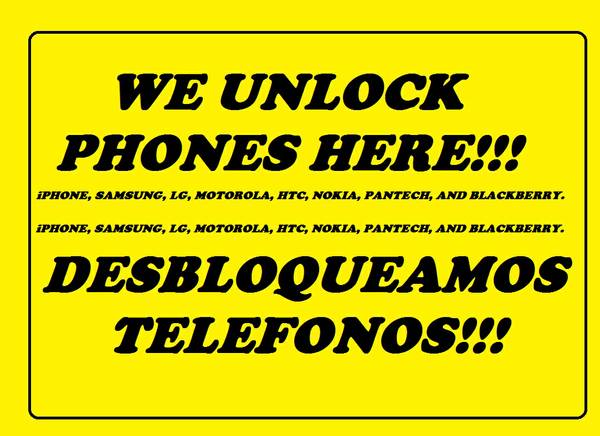 WE UNLOCK
PHONES HERE!!!
iPHONE, SAMSUNG, LG, MOTOROLA, HTC, NOKIA, PANTECH, AND BLACKBERRY.
iPHONE, SAMSUNG, LG, MOTOROLA, HTC, NOKIA, PANTECH, AND BLACKBERRY.
DESBLOQUEAMOS
TELEFONOS!!!